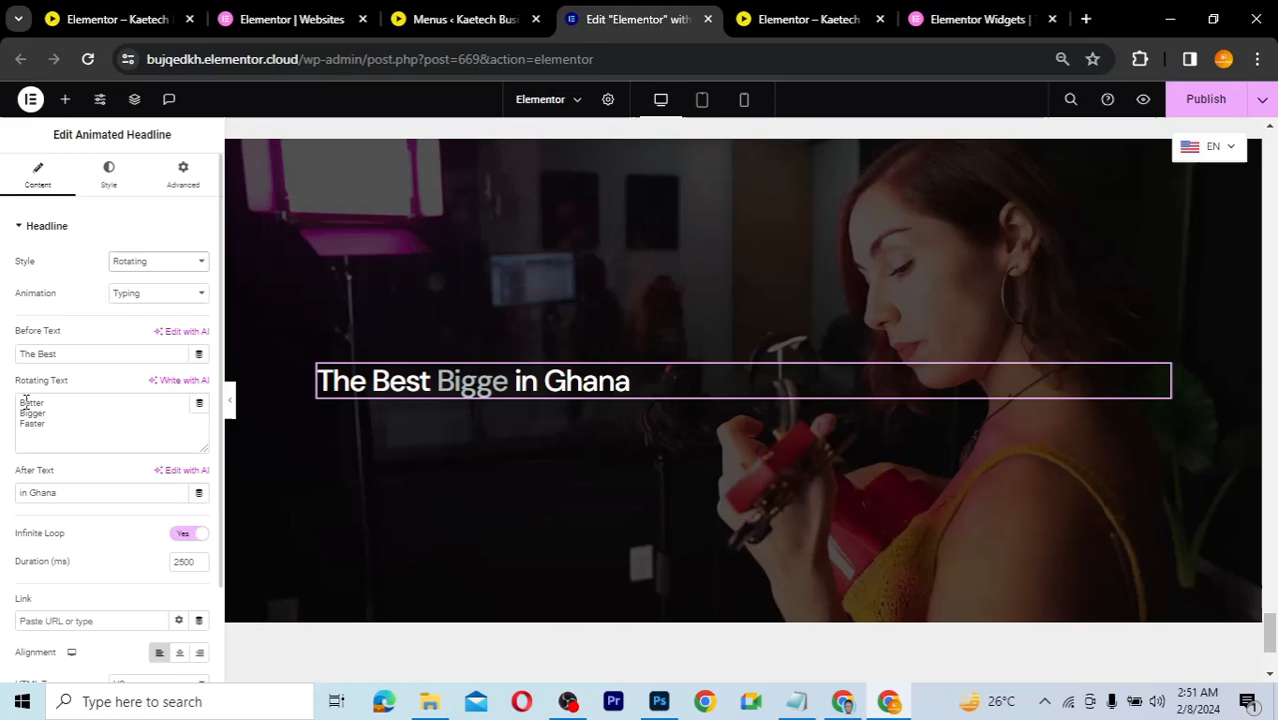 Elementor – Kaetech
Elementor | Websites
Menus ‹ Kaetech Busi
Edit "Elementor" with
Elementor – Kaetech
Elementor Widgets |
bujqedkh.elementor.cloud/wp-admin/post.php?post=669&action=elementor
Elementor
Publish
Edit Animated Headline
Content
Style
Advanced
EN
Headline
Style
Rotating
Animation
Typing
Before Text
Edit with AI
The Best
Rotating Text
Write with AI
Better
Bigger
Faster
The Best Bigge in Ghana
After Text
Edit with AI
in Ghana
Infinite Loop
Yes
Duration (ms)
2500
Link
Paste URL or type
Alignment
Type here to search
Pr
Ps
26°C
2:51 AM
2/8/2024
1